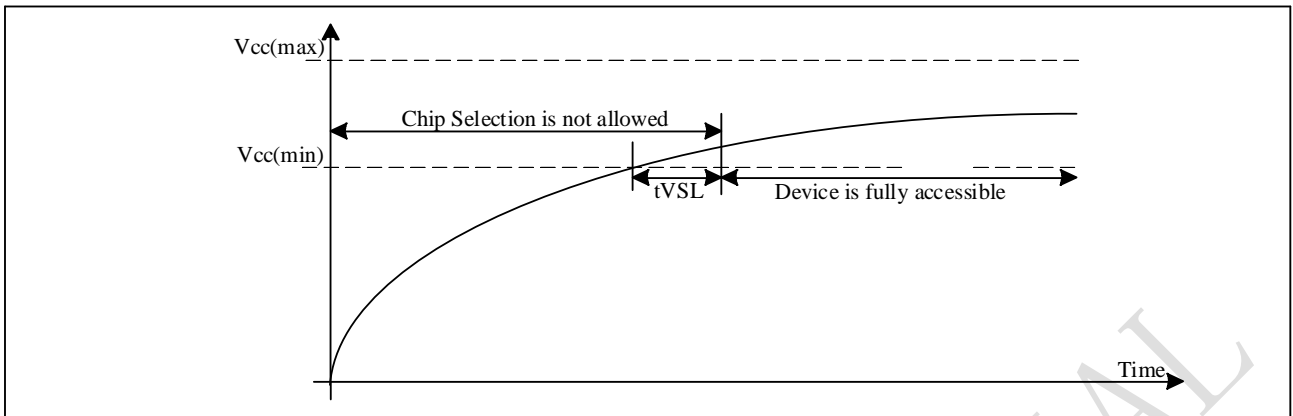 Vcc(max)
Chip Selection is not allowed
Vcc(min)
tVSL
Device is fully accessible
Time